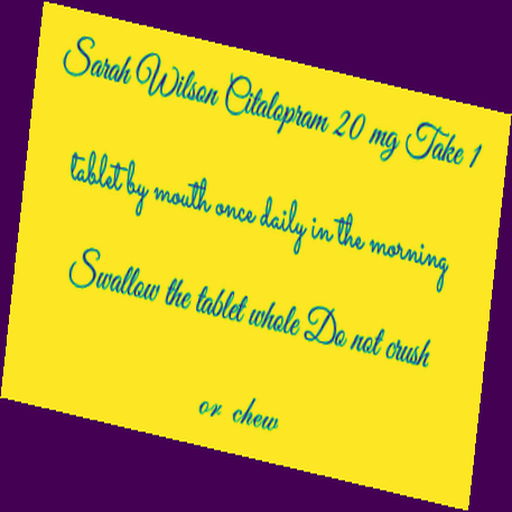 Sarah Wilson Citalopram 20 mg Take 1
tablet by mouth once daily in the morning
Swallow the tablet whole Do not crush
or chew